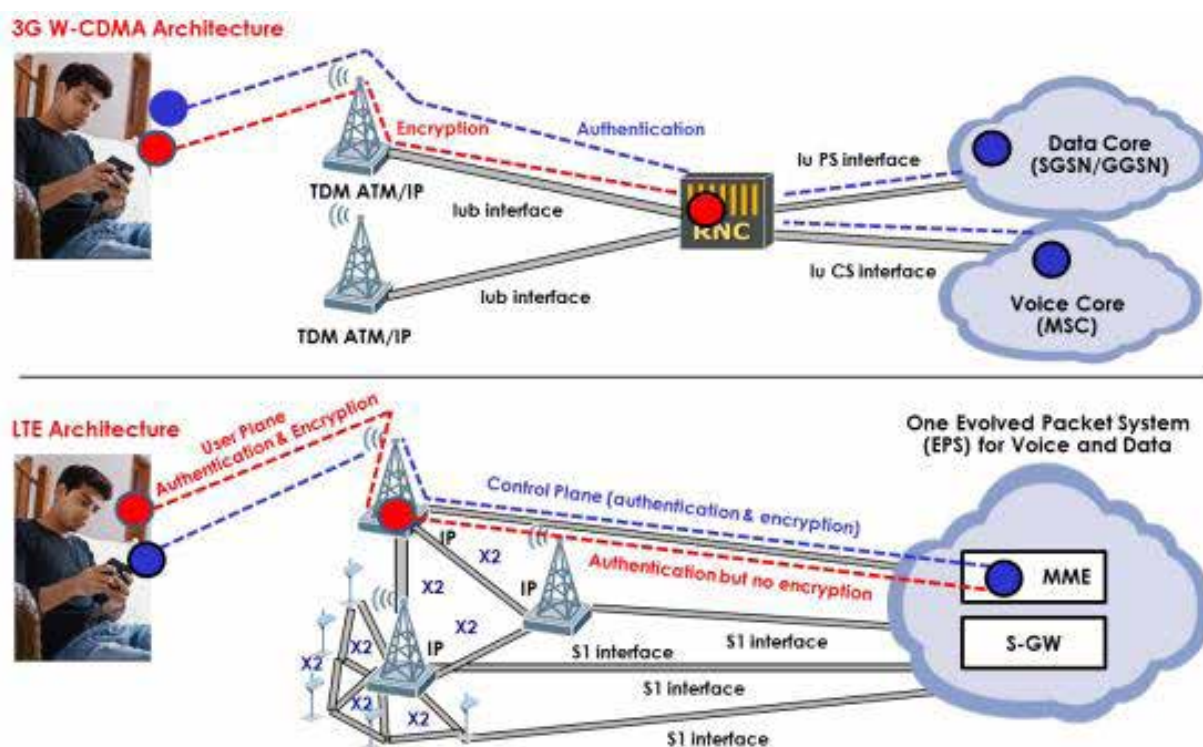 3G W-CDMA Architecture
Encryption
Authentication
TDM ATM/IP
Iub interface
RNC
Iu PS interface
Data Core
(SGSN/GGSN)
Iub interface
TDM ATM/IP
Iu CS interface
Voice Core
(MSC)
LTE Architecture
User Plane
Authentication & Encryption
One Evolved Packet System
(EPS) for Voice and Data
Control Plane (authentication & encryption)
Authentication but no encryption
IP
X2
X2
IP
X2
IP
X2
X2
X2
X2
S1 interface
S1 interface
S1 interface
S1 interface
MME
S-GW